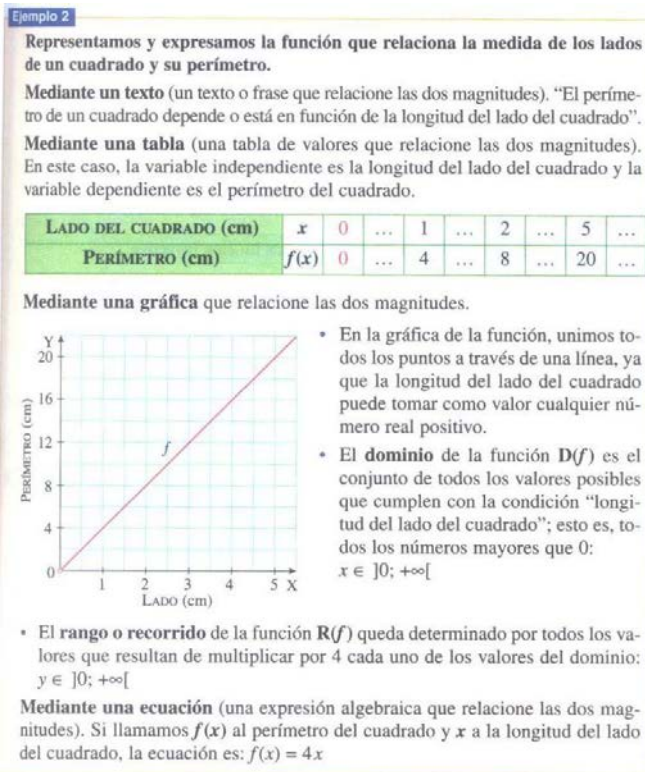 Ejemplo 2
Representamos y expresamos la función que relaciona la medida de los lados
de un cuadrado y su perímetro.
Mediante un texto (un texto o frase que relacione las dos magnitudes). “El períme-
tro de un cuadrado depende o está en función de la longitud del lado del cuadrado”.
Mediante una tabla (una tabla de valores que relacione las dos magnitudes).
En este caso, la variable independiente es la longitud del lado del cuadrado y la
variable dependiente es el perímetro del cuadrado.
LADO DEL CUADRADO (cm) x 0 ... 1 ... 2 ... 5 ...
PERÍMETRO (cm) f(x) 0 ... 4 ... 8 ... 20 ...
Mediante una gráfica que relacione las dos magnitudes.
Y
20
16
12
8
4
0
PERÍMETRO (cm)
f
1 2 3 4 5 X
LADO (cm)
• En la gráfica de la función, unimos to-
dos los puntos a través de una línea, ya
que la longitud del lado del cuadrado
puede tomar como valor cualquier nú-
mero real positivo.
• El dominio de la función D(f) es el
conjunto de todos los valores posibles
que cumplen con la condición “longi-
tud del lado del cuadrado”; esto es, to-
dos los números mayores que 0:
x ∈ ]0; +∞[
• El rango o recorrido de la función R(f) queda determinado por todos los va-
lores que resultan de multiplicar por 4 cada uno de los valores del dominio:
y ∈ ]0; +∞[
Mediante una ecuación (una expresión algebraica que relacione las dos mag-
nitudes). Si llamamos f(x) al perímetro del cuadrado y x a la longitud del lado
del cuadrado, la ecuación es: f(x) = 4x